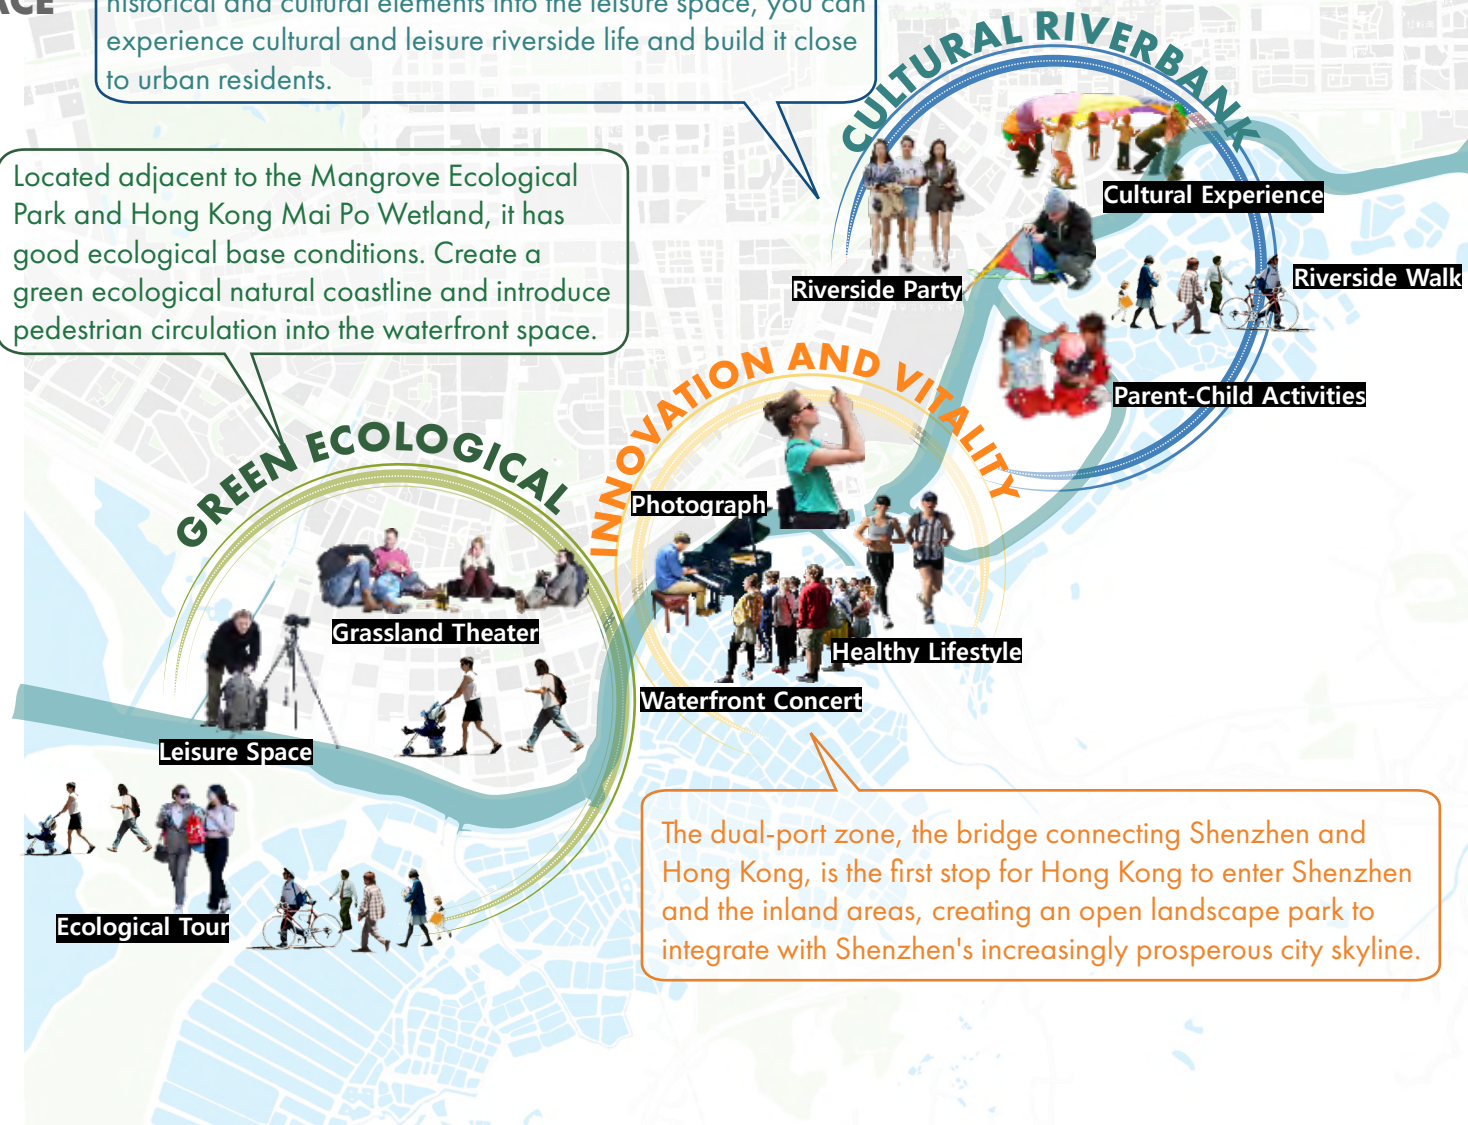 historical and cultural elements into the leisure space, you can
experience cultural and leisure riverside life and build it close
to urban residents.
CULTURAL RIVERBANK
Located adjacent to the Mangrove Ecological
Park and Hong Kong Mai Po Wetland, it has
good ecological base conditions. Create a
green ecological natural coastline and introduce
pedestrian circulation into the waterfront space.
Cultural Experience
Riverside Party
Riverside Walk
Parent-Child Activities
INNOVATION AND VITALITY
GREEN ECOLOGICAL
Photograph
Grassland Theater
Healthy Lifestyle
Waterfront Concert
Leisure Space
Ecological Tour
The dual-port zone, the bridge connecting Shenzhen and
Hong Kong, is the first stop for Hong Kong to enter Shenzhen
and the inland areas, creating an open landscape park to
integrate with Shenzhen's increasingly prosperous city skyline.